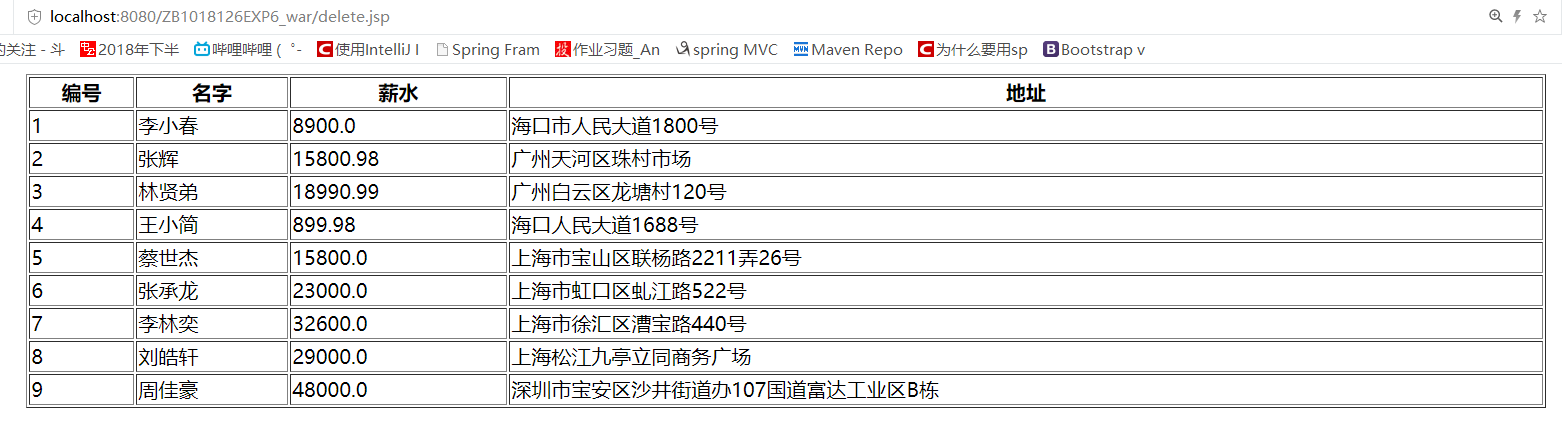 localhost:8080/ZB1018126EXP6_war/delete.jsp
的关注 - 斗 2018年下半 哔哩哔哩 ( ゜- 使用IntelliJ I Spring Fram 作业习题_An spring MVC Maven Repo 为什么要用sp Bootstrap v
编号 名字 薪水 地址
1 李小春 8900.0 海口市人民大道1800号
2 张辉 15800.98 广州天河区珠村市场
3 林贤弟 18990.99 广州白云区龙塘村120号
4 王小简 899.98 海口人民大道1688号
5 蔡世杰 15800.0 上海市宝山区联杨路2211弄26号
6 张承龙 23000.0 上海市虹口区虬江路522号
7 李林奕 32600.0 上海市徐汇区漕宝路440号
8 刘皓轩 29000.0 上海松江九亭立同商务广场
9 周佳豪 48000.0 深圳市宝安区沙井街道办107国道富达工业区B栋